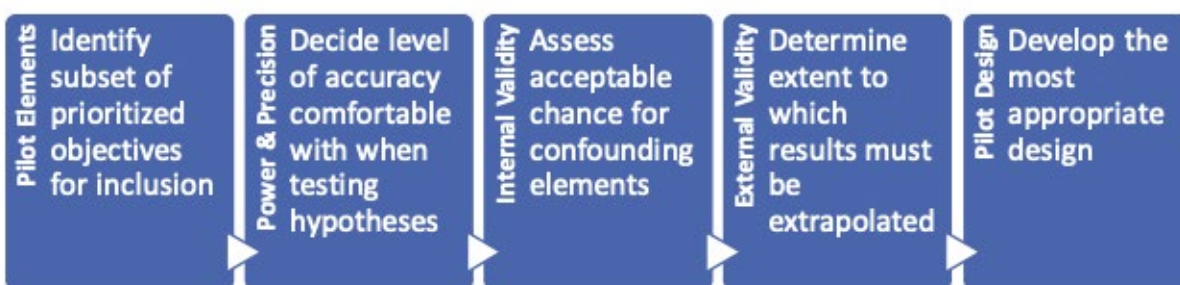 Pilot Elements
Identify
subset of
prioritized
objectives
for inclusion
Power & Precision
Decide level
of accuracy
comfortable
with when
testing
hypotheses
Internal Validity
Assess
acceptable
chance for
confounding
elements
External Validity
Determine
extent to
which
results must
be
extrapolated
Pilot Design
Develop the
most
appropriate
design